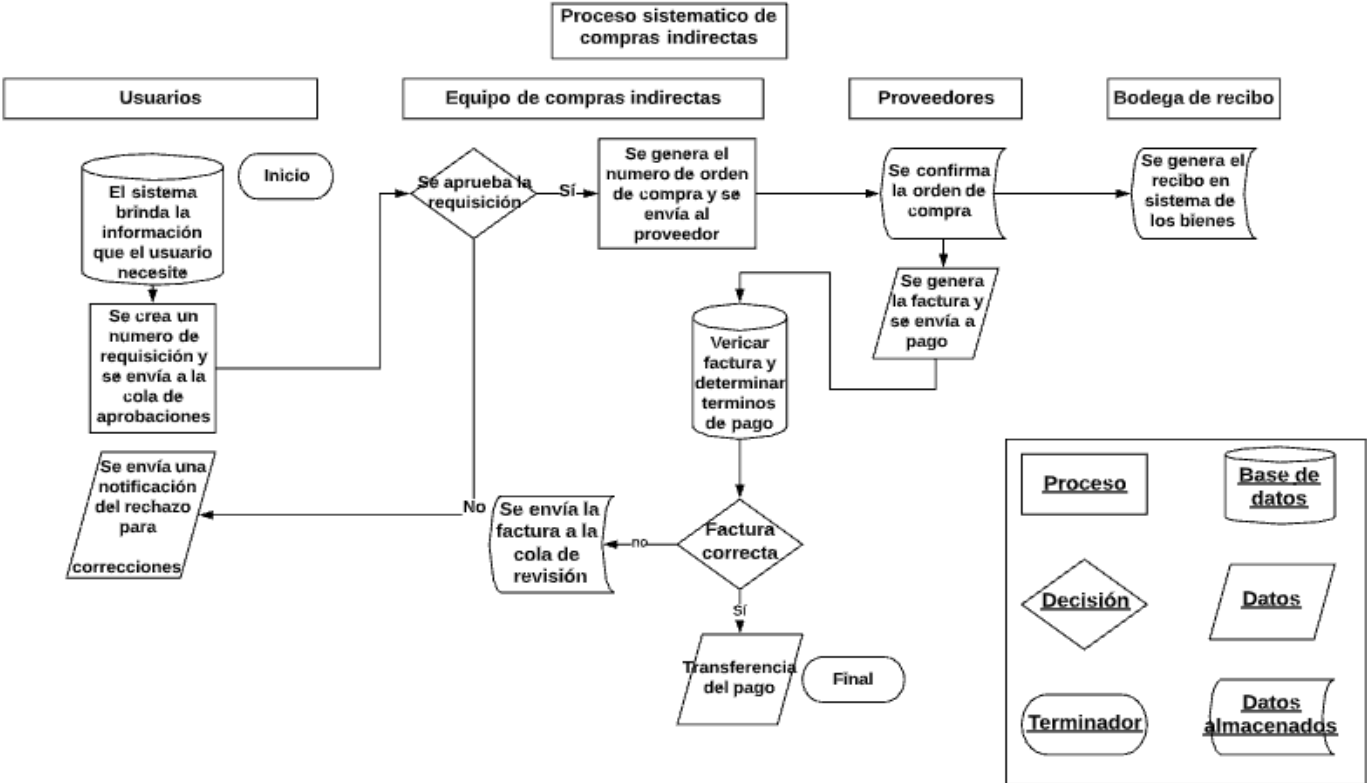 Proceso sistematico de
compras indirectas
Usuarios
Equipo de compras indirectas
Proveedores
Bodega de recibo
El sistema
brinda la
información
que el usuario
necesite
Inicio
Se crea un
numero de
requisición y
se envía a la
cola de
aprobaciones
Se envía una
notificación
del rechazo
para
correcciones
Se aprueba la
requisición
Sí
No
Se genera el
numero de orden
de compra y se
envía al
proveedor
Se confirma
la orden de
compra
Se genera el
recibo en
sistema de
los bienes
Se genera
la factura y
se envía a
pago
Vericar
factura y
determinar
terminos
de pago
Factura
correcta
no
Se envía la
factura a la
cola de
revisión
Sí
Transferencia
del pago
Final
Proceso
Base de
datos
Decisión
Datos
Terminador
Datos
almacenados